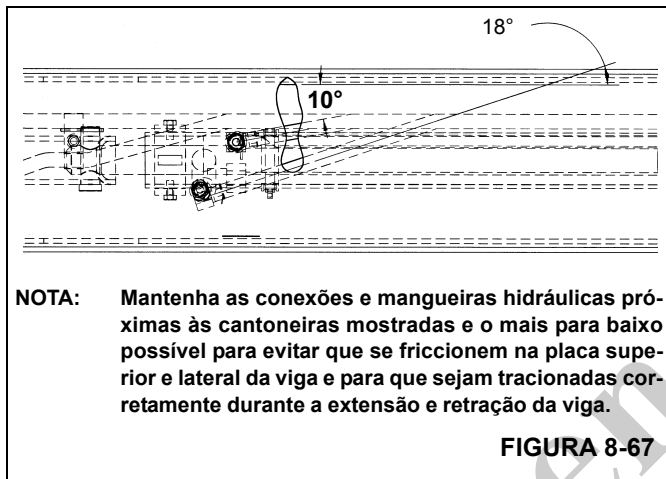 18°
10°
NOTA: Mantenha as conexões e mangueiras hidráulicas pró-
ximas às cantoneiras mostradas e o mais para baixo
possível para evitar que se friccionem na placa supe-
rior e lateral da viga e para que sejam tracionadas cor-
retamente durante a extensão e retração da viga.
FIGURA 8-67